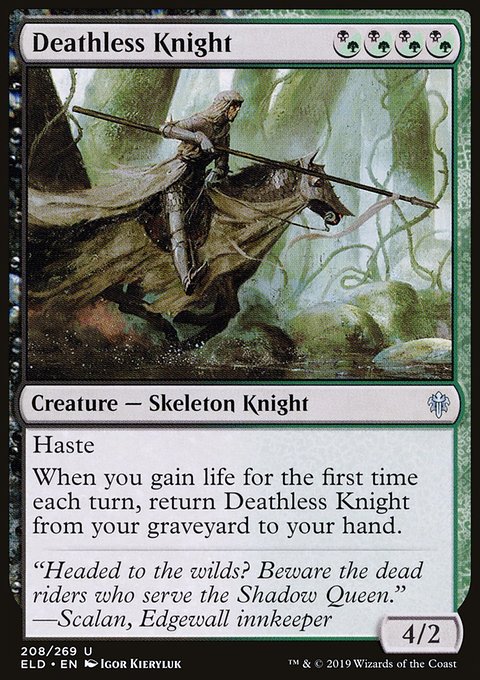 Deathless Knight
Creature — Skeleton Knight
Haste
When you gain life for the first time
each turn, return Deathless Knight
from your graveyard to your hand.
“Headed to the wilds? Beware the dead
riders who serve the Shadow Queen.”
—Scalan, Edgewall innkeeper
4/2
208/269 U
ELD • EN Igor Kieryluk
™ & © 2019 Wizards of the Coast